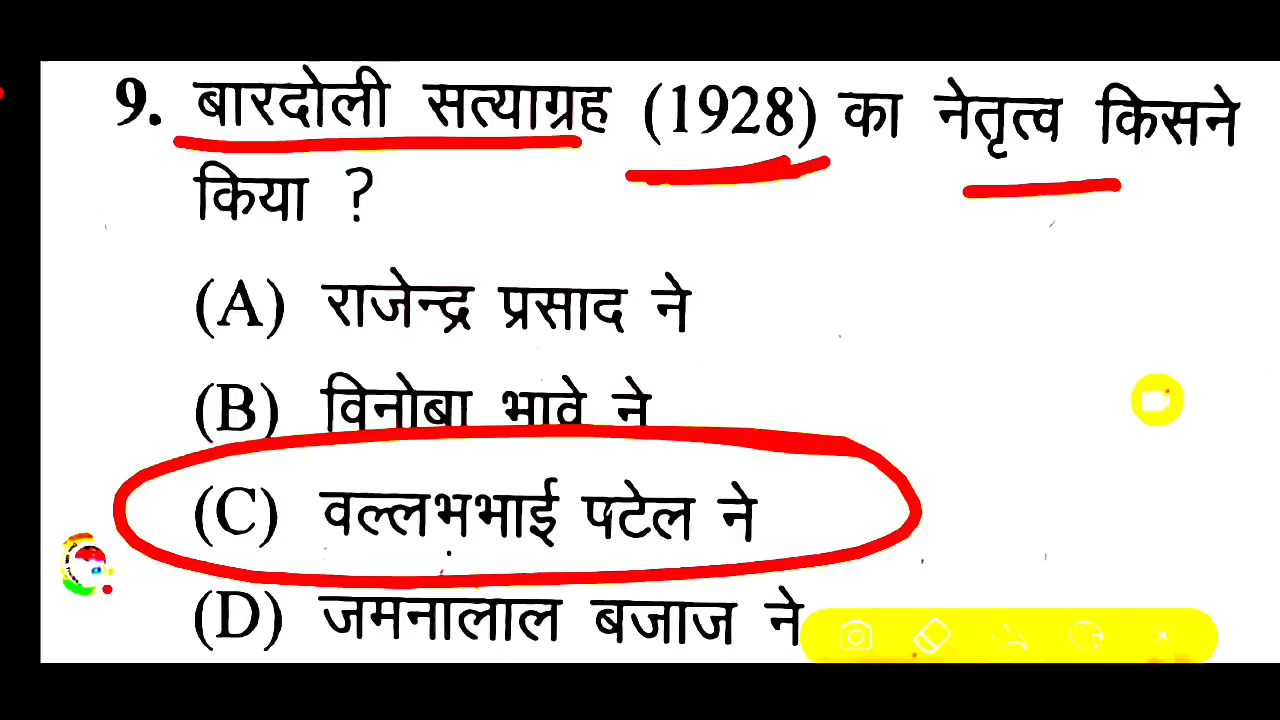 9. बारदोली सत्याग्रह (1928) का नेतृत्व किसने
किया ?
(A) राजेन्द्र प्रसाद ने
(B) विनोबा भावे ने
(C) वल्लभभाई पटेल ने
(D) जमनालाल बजाज ने